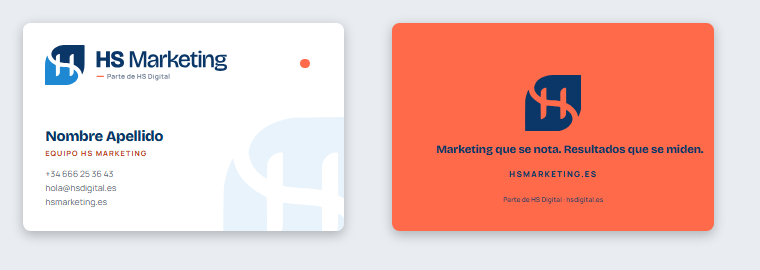 HS Marketing
Parte de HS Digital
Nombre Apellido
EQUIPO HS MARKETING
+34 666 25 36 43
hola@hsdigital.es
hsmarketing.es
Marketing que se nota. Resultados que se miden.
HSMARKETING.ES
Parte de HS Digital · hsdigital.es